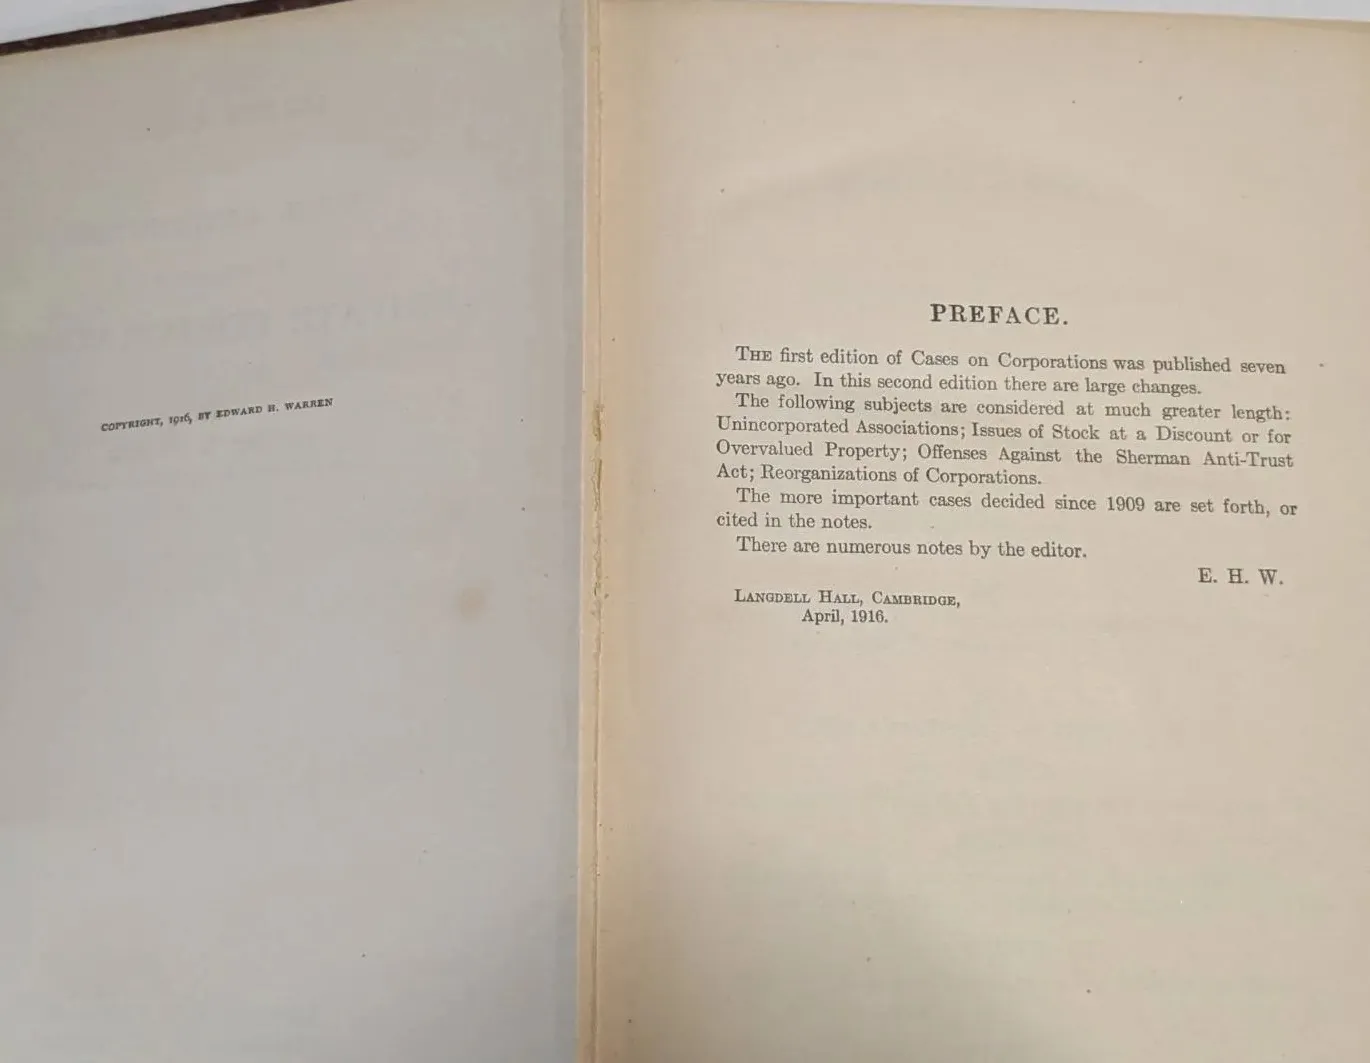 COPYRIGHT, 1916, BY EDWARD H. WARREN
PREFACE.
THE first edition of Cases on Corporations was published seven
years ago. In this second edition there are large changes.
The following subjects are considered at much greater length:
Unincorporated Associations; Issues of Stock at a Discount or for
Overvalued Property; Offenses Against the Sherman Anti-Trust
Act; Reorganizations of Corporations.
The more important cases decided since 1909 are set forth, or
cited in the notes.
There are numerous notes by the editor.
E. H. W.
LANGDELL HALL, CAMBRIDGE,
April, 1916.